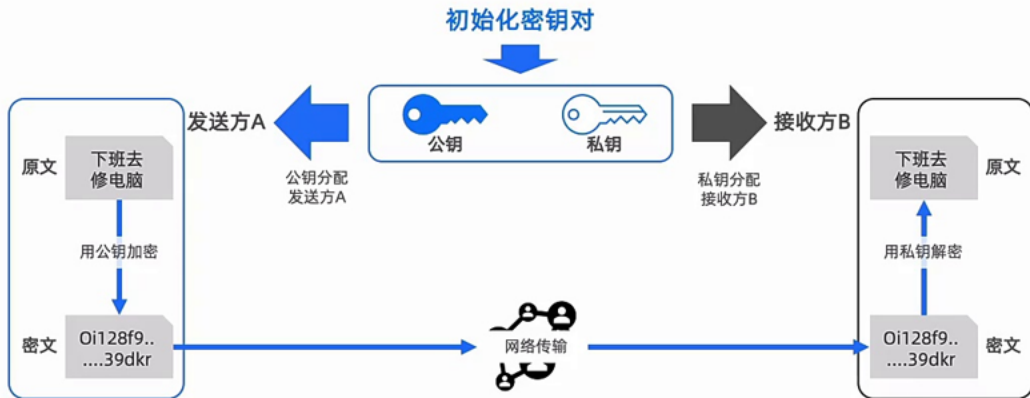 初始化密钥对
发送方A
公钥
私钥
接收方B
公钥分配
发送方A
私钥分配
接收方B
原文
下班去
修电脑
用公钥加密
密文
Oi128f9..
....39dkr
网络传输
下班去
修电脑
原文
用私钥解密
Oi128f9..
....39dkr
密文